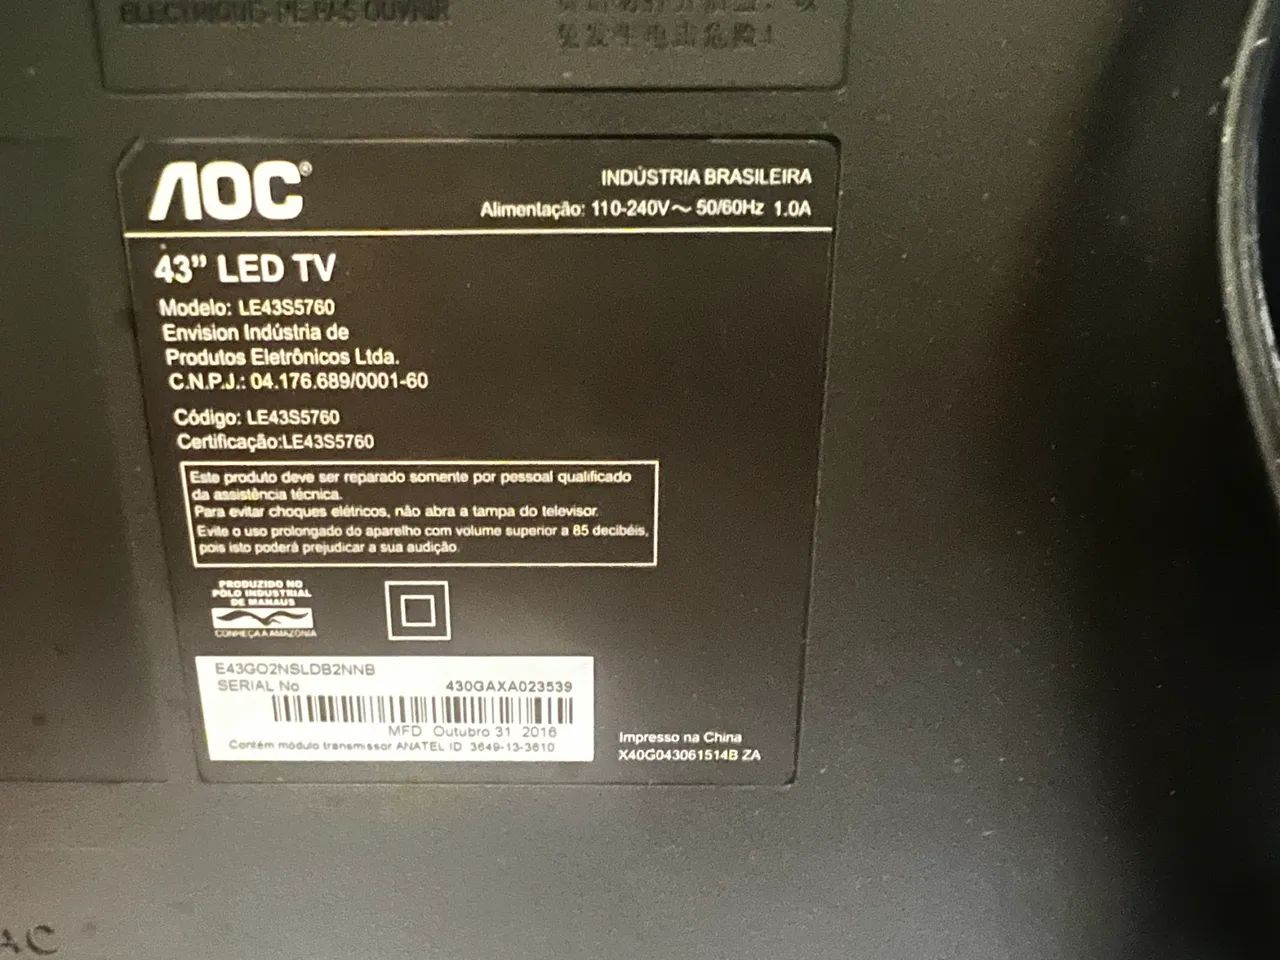 ELECTRIQUE, NE PAS OUVRIR
AOC®
INDÚSTRIA BRASILEIRA
Alimentação: 110-240V～ 50/60Hz 1.0A
43” LED TV
Modelo: LE43S5760
Envision Indústria de
Produtos Eletrônicos Ltda.
C.N.P.J.: 04.176.689/0001-60
Código: LE43S5760
Certificação:LE43S5760
Este produto deve ser reparado somente por pessoal qualificado
da assistência técnica.
Para evitar choques elétricos, não abra a tampa do televisor.
Evite o uso prolongado do aparelho com volume superior a 85 decibéis,
pois isto poderá prejudicar a sua audição.
PRODUZIDO NO
PÓLO INDUSTRIAL
DE MANAUS
CONHEÇA A AMAZÔNIA
E43GO2NSLDB2NNB
SERIAL No 430GAXA023539
MFD Outubro 31 2016
Contém módulo transmissor ANATEL ID 3649-13-3610
Impresso na China
X40G043061514B ZA
AC